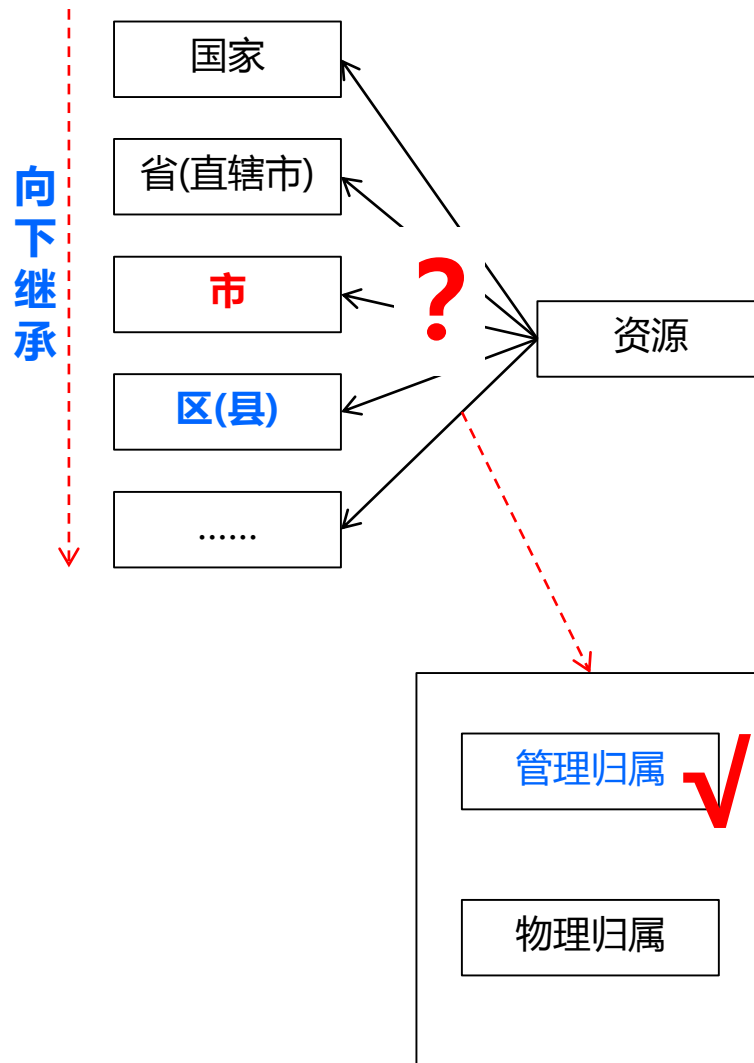 国家
省(直辖市)
向下继承
市
?
资源
区(县)
......
管理归属
√
物理归属